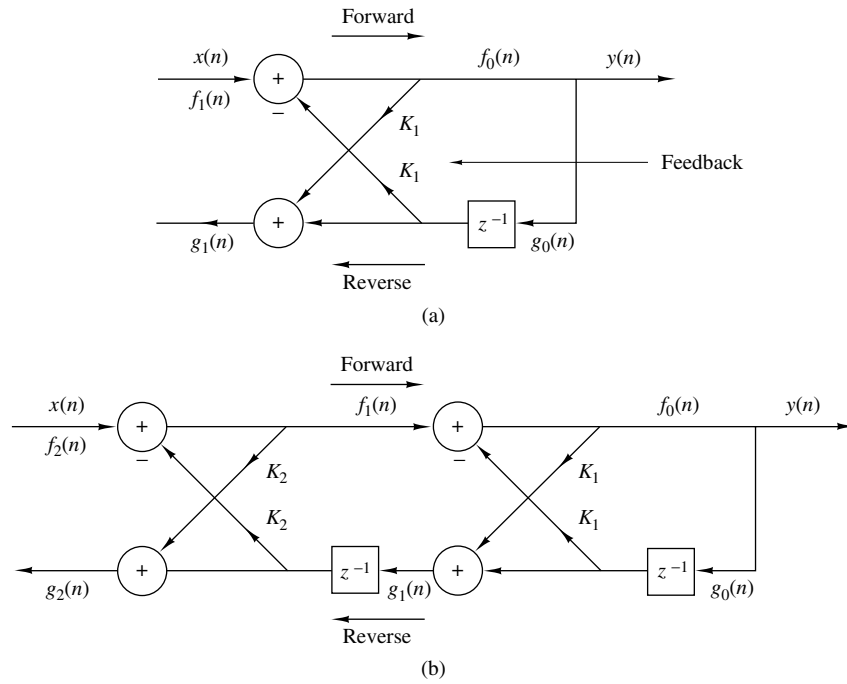 Forward
x(n) + f₀(n) y(n)
f₁(n) −
K₁
K₁
Feedback
+ z⁻¹
g₁(n) g₀(n)
Reverse
(a)
Forward
x(n) + f₁(n) + f₀(n) y(n)
f₂(n) − −
K₂ K₁
K₂ K₁
+ z⁻¹ + z⁻¹
g₂(n) g₁(n) g₀(n)
Reverse
(b)